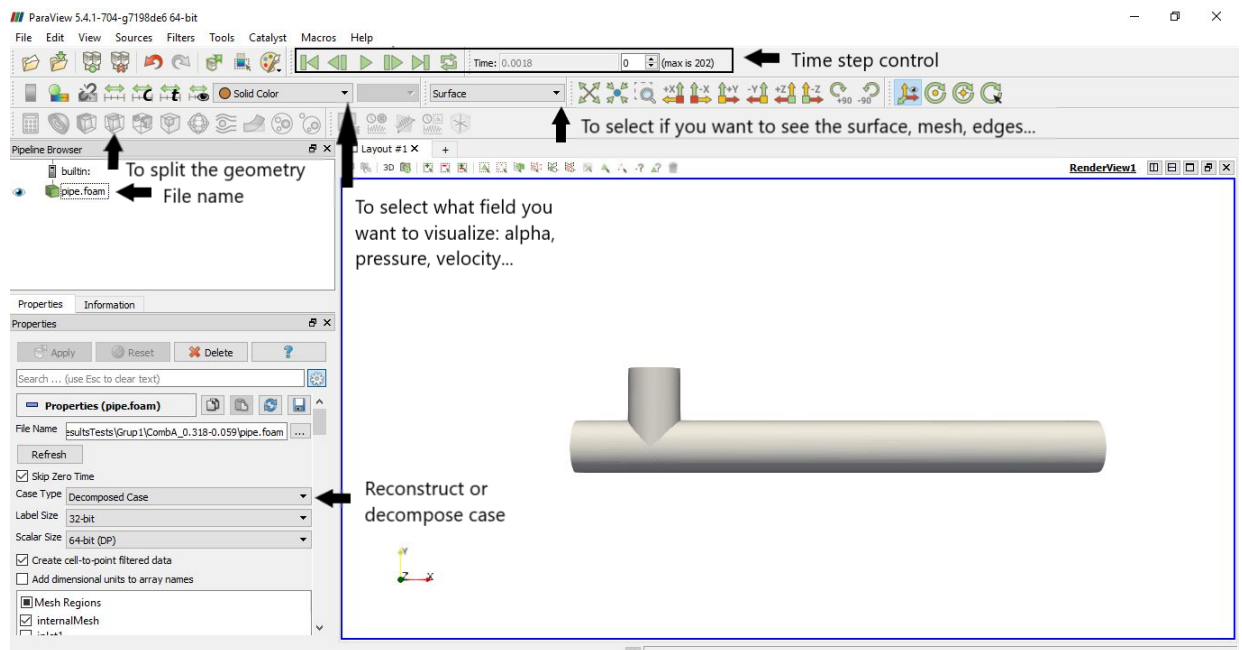 ParaView 5.4.1-704-g7198de6 64-bit
File Edit View Sources Filters Tools Catalyst Macros Help
Time: 0.0018 0 (max is 202) Time step control
Solid Color Surface +X -X +Y -Y +Z -Z +90 -90
To select if you want to see the surface, mesh, edges...
Pipeline Browser Layout #1 × +
builtin: To split the geometry 3D RenderView1
pipe.foam File name
To select what field you
want to visualize: alpha,
pressure, velocity...
Properties Information
Properties
Apply Reset Delete ?
Search ... (use Esc to clear text)
Properties (pipe.foam)
File Name esultsTests\Grup1\CombA_0.318-0.059\pipe.foam ...
Refresh
Skip Zero Time
Case Type Decomposed Case
Reconstruct or
decompose case
Label Size 32-bit
Scalar Size 64-bit (DP)
Create cell-to-point filtered data
Add dimensional units to array names
Mesh Regions
internalMesh
inlet1
Y
Z X